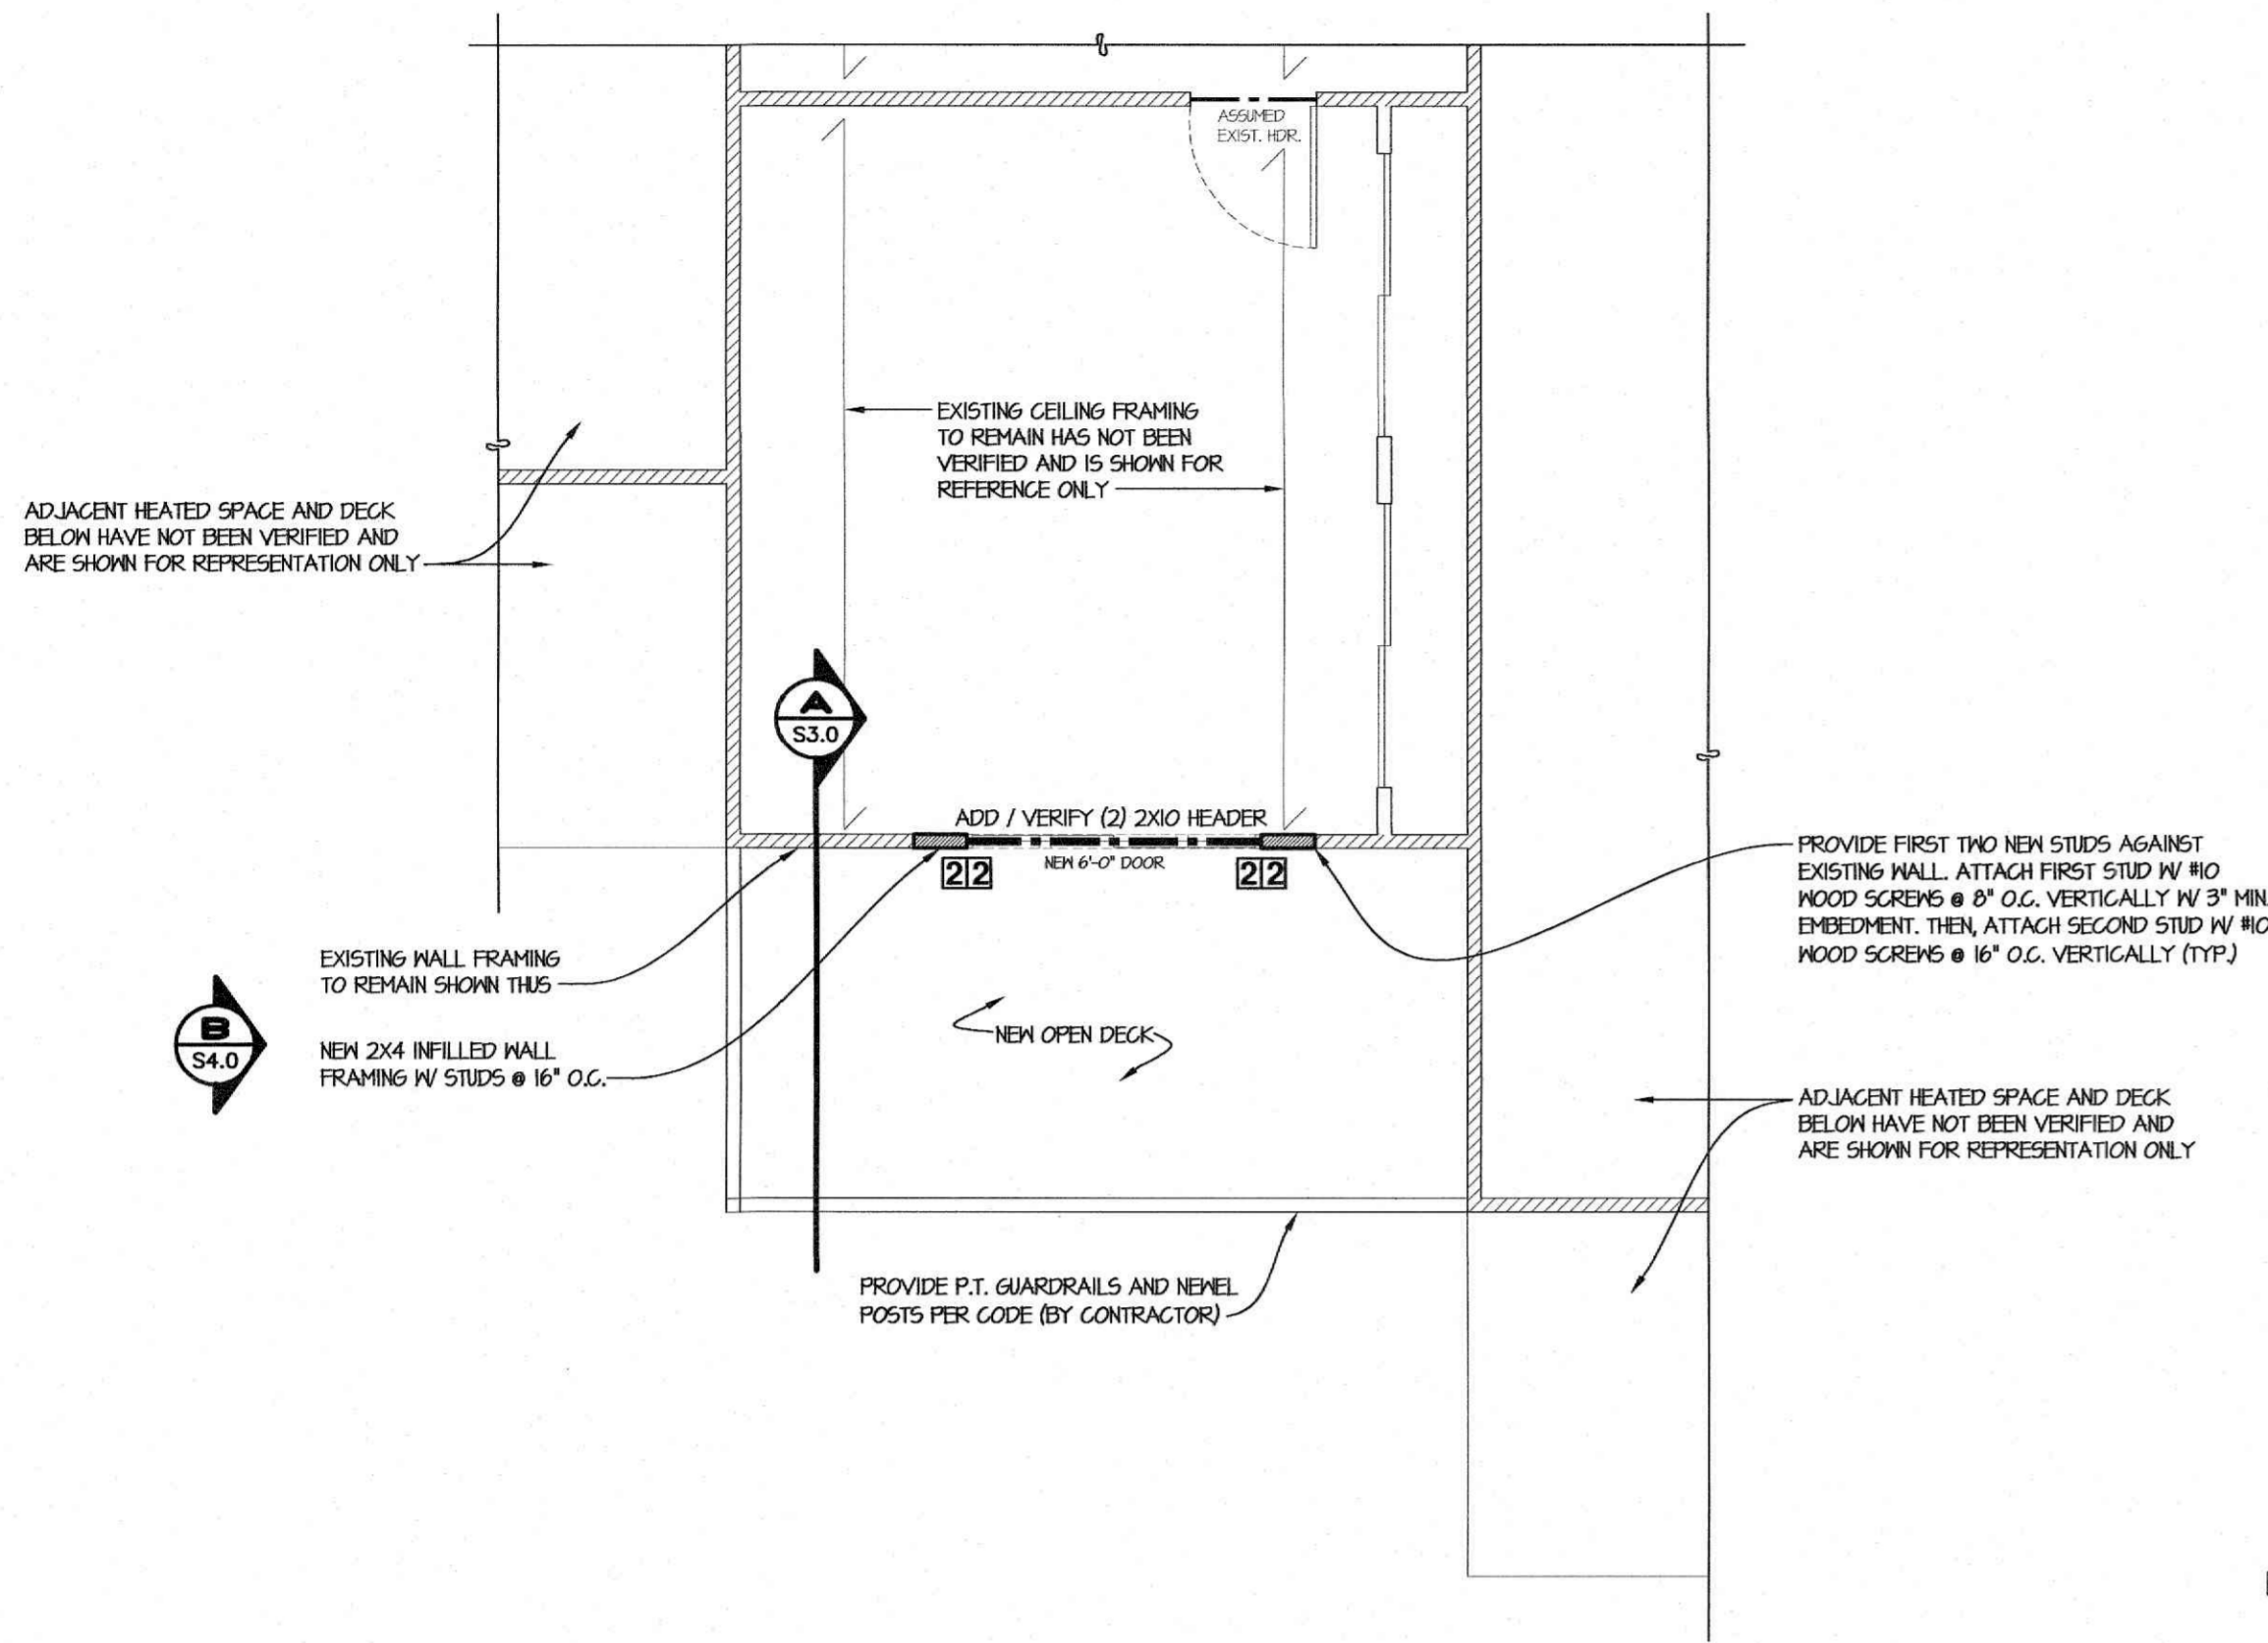 ASSUMED
EXIST. HDR.
EXISTING CEILING FRAMING
TO REMAIN HAS NOT BEEN
VERIFIED AND IS SHOWN FOR
REFERENCE ONLY
ADJACENT HEATED SPACE AND DECK
BELOW HAVE NOT BEEN VERIFIED AND
ARE SHOWN FOR REPRESENTATION ONLY
A
S3.0
ADD / VERIFY (2) 2X10 HEADER
NEW 6'-0" DOOR
22
22
PROVIDE FIRST TWO NEW STUDS AGAINST
EXISTING WALL. ATTACH FIRST STUD W/ #10
WOOD SCREWS @ 8" O.C. VERTICALLY W/ 3" MIN.
EMBEDMENT. THEN, ATTACH SECOND STUD W/ #10
WOOD SCREWS @ 16" O.C. VERTICALLY (TYP.)
EXISTING WALL FRAMING
TO REMAIN SHOWN THUS
B
S4.0
NEW 2X4 INFILLED WALL
FRAMING W/ STUDS @ 16" O.C.
NEW OPEN DECK
ADJACENT HEATED SPACE AND DECK
BELOW HAVE NOT BEEN VERIFIED AND
ARE SHOWN FOR REPRESENTATION ONLY
PROVIDE P.T. GUARDRAILS AND NEWEL
POSTS PER CODE (BY CONTRACTOR)